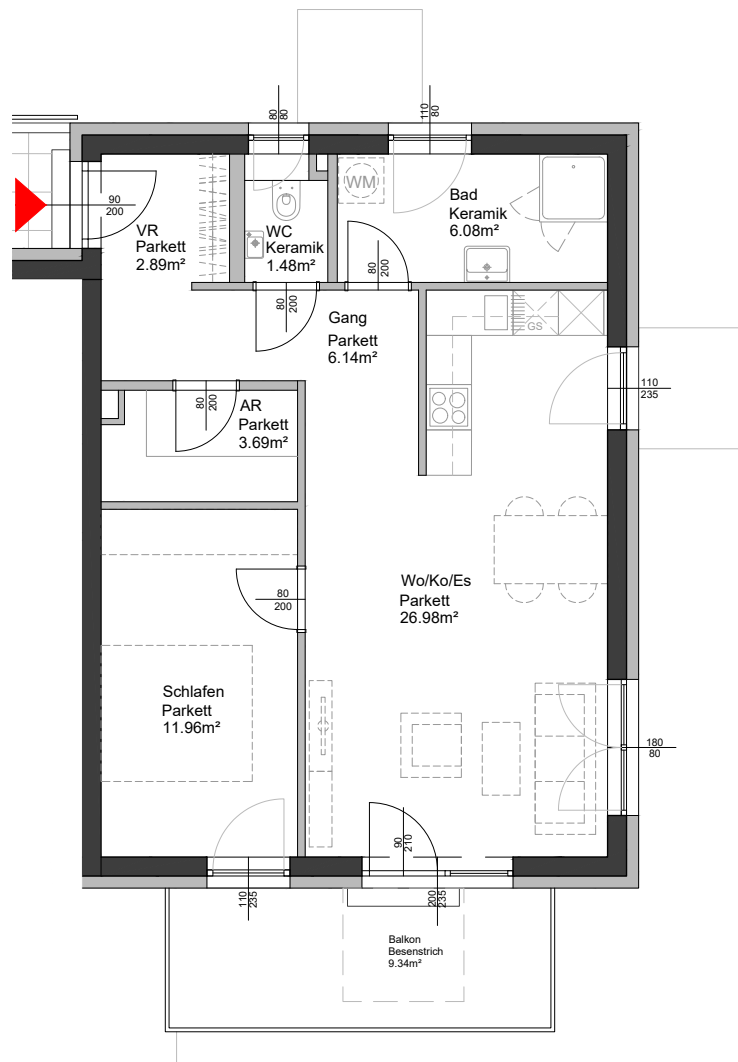 80
80
110
80
90
200
VR
Parkett
2.89m²
WC
Keramik
1.48m²
WM
Bad
Keramik
6.08m²
80
200
80
200
Gang
Parkett
6.14m²
GS
110
235
80
200
AR
Parkett
3.69m²
80
200
Wo/Ko/Es
Parkett
26.98m²
Schlafen
Parkett
11.96m²
180
80
90
210
110
235
200
235
Balkon
Besenstrich
9.34m²